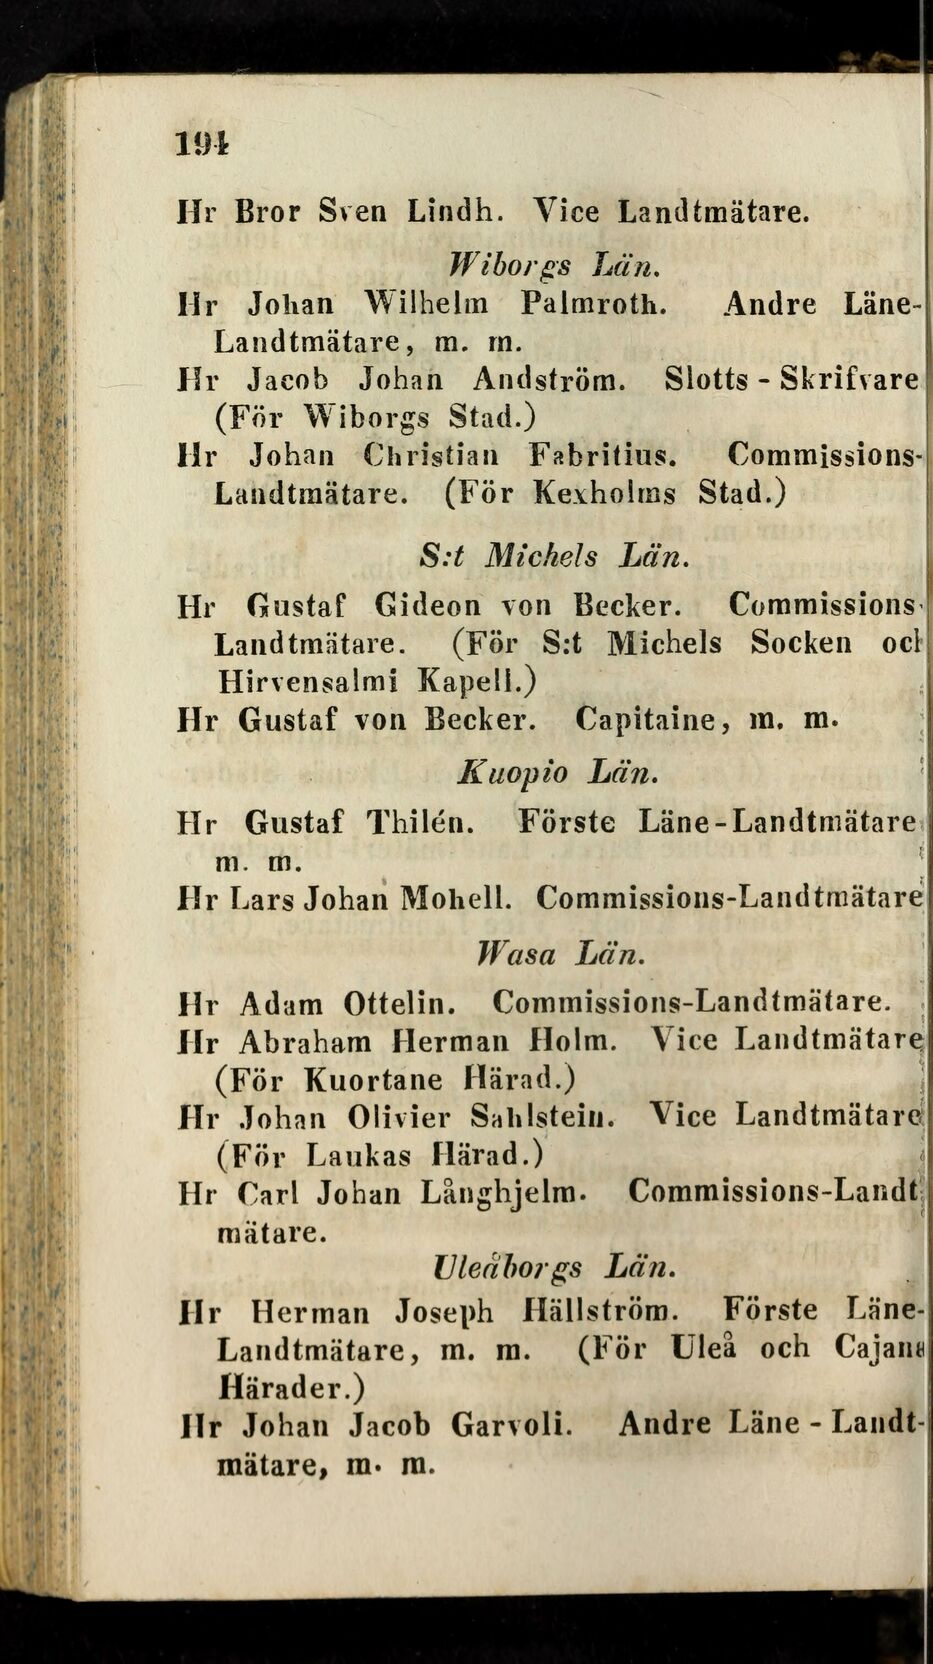 194
Hr Bror Sven Lindh. Vice Landtmätare.
Wiborgs Län.
Hr Johan Wilhelm Palmroth. Andre Läne-
Landtmätare, m. m.
Hr Jacob Johan Andström. Slotts-Skrifvare
(För Wiborgs Stad.)
Hr Johan Christian Fabritius. Commissions-
Landtmätare. (För Kexholms Stad.)
S:t Michels Län.
Hr Gustaf Gideon von Becker. Commissions-
Landtmätare. (För S:t Michels Socken och
Hirvensalmi Kapell.)
Hr Gustaf von Becker. Capitaine, m. m.
Kuopio Län.
Hr Gustaf Thilén. Förste Läne-Landtmätare
m. m.
Hr Lars Johan Mohell. Commissions-Landtmätare
Wasa Län.
Hr Adam Ottelin. Commissions-Landtmätare.
Hr Abraham Herman Holm. Vice Landtmätare
(För Kuortane Härad.)
Hr Johan Olivier Sahlstein. Vice Landtmätare
(För Laukas Härad.)
Hr Carl Johan Långhjelm. Commissions-Landt
mätare.
Uleåborgs Län.
Hr Herman Joseph Hällström. Förste Läne-
Landtmätare, m. m. (För Uleå och Cajana
Härader.)
Hr Johan Jacob Garvoli. Andre Läne-Landt-
mätare, m. m.